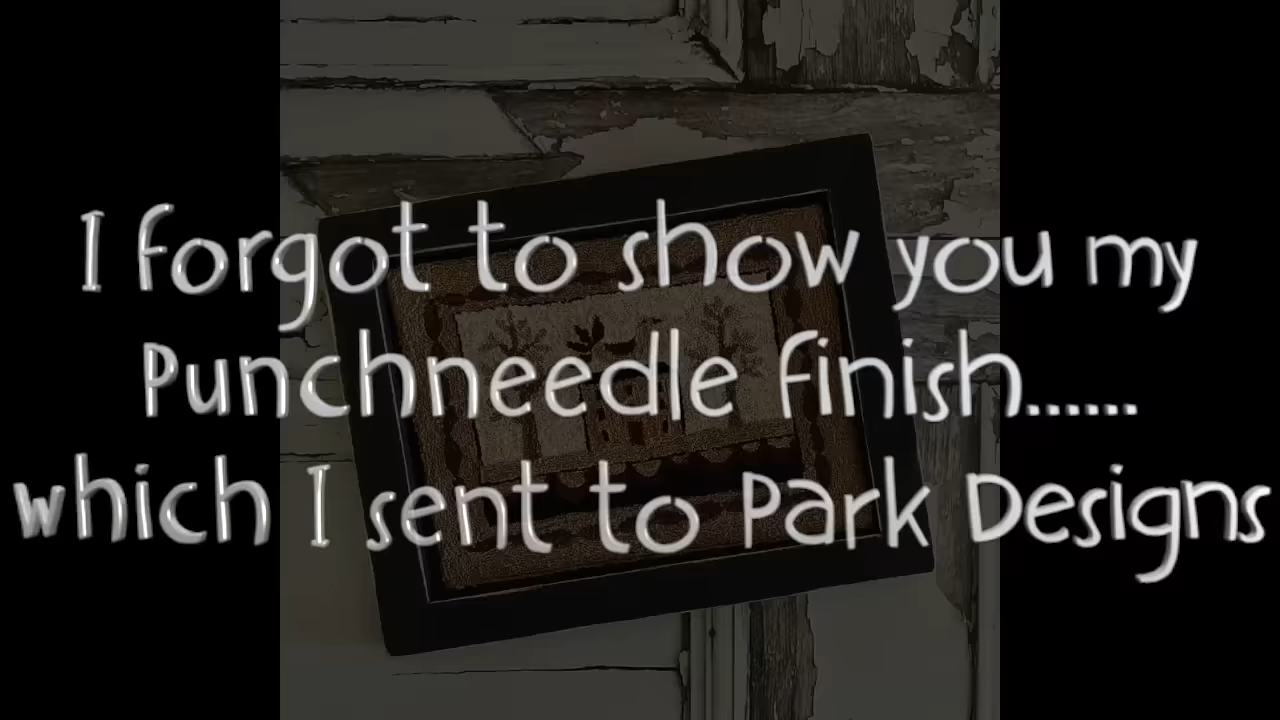 I forgot to show you my
Punchneedle finish......
which I sent to Park Designs